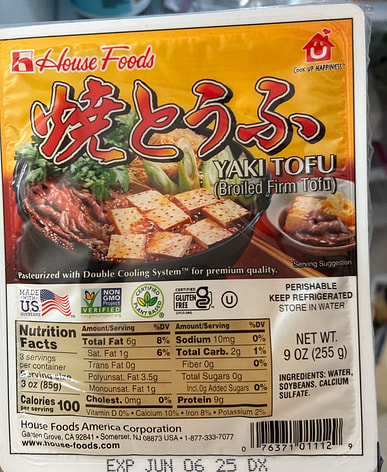 House Foods
COOK UP HAPPINESS!
焼とうふ
YAKI TOFU
(Broiled Firm Tofu)
Serving Suggestion
Pasteurized with Double Cooling System™ for premium quality.
MADE WITH US SOYBEANS
NON GMO Project VERIFIED
CERTIFIED PLANT BASED
CERTIFIED GLUTEN FREE
GFCO.ORG
U
PERISHABLE
KEEP REFRIGERATED
STORE IN WATER
NET WT.
9 OZ (255 g)
INGREDIENTS: WATER,
SOYBEANS, CALCIUM
SULFATE.
Nutrition
Facts
3 servings
per container
Serving size
3 oz (85g)
Calories 100
per serving
Amount/Serving %DV
Total Fat 6g 8%
Sat. Fat 1g 6%
Trans Fat 0g
Polyunsat. Fat 3.5g
Monounsat. Fat 1g
Cholest. 0mg 0%
Amount/Serving %DV
Sodium 10mg 0%
Total Carb. 2g 1%
Fiber 0g 0%
Total Sugars 0g
Incl. 0g Added Sugars 0%
Protein 9g
Vitamin D 0% • Calcium 10% • Iron 8% • Potassium 2%
House Foods America Corporation
Garden Grove, CA 92841 • Somerset, NJ 08873 USA • 1-877-333-7077
www.house-foods.com
0 76371 01112 9
EXP JUN 06 25 DX